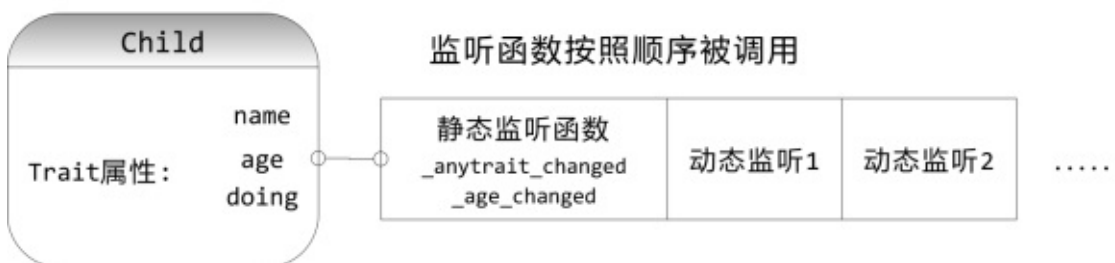 Child
监听函数按照顺序被调用
name
Trait属性:
age
doing
静态监听函数
_anytrait_changed
_age_changed
动态监听1
动态监听2
.....